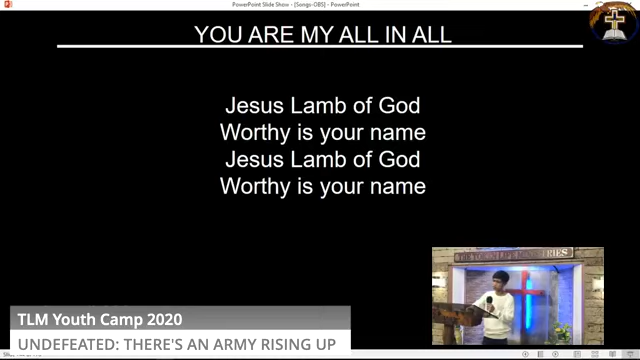 PowerPoint Slide Show - [Songs-OBS] - PowerPoint
YOU ARE MY ALL IN ALL
Jesus Lamb of God
Worthy is your name
Jesus Lamb of God
Worthy is your name
TLM Youth Camp 2020
UNDEFEATED: THERE'S AN ARMY RISING UP